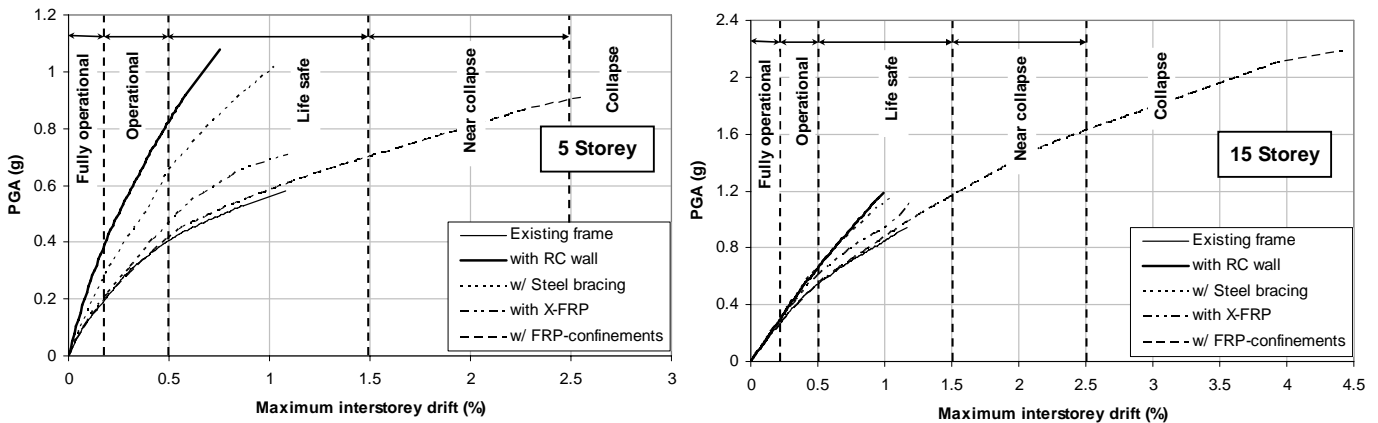 1.2
1
0.8
0.6
0.4
0.2
0
PGA (g)
0
0.5
1
1.5
2
2.5
3
Maximum interstorey drift (%)
Fully operational
Operational
Life safe
Near collapse
Collapse
5 Storey
Existing frame
with RC wall
w/ Steel bracing
with X-FRP
w/ FRP-confinements
2.4
2.0
1.6
1.2
0.8
0.4
0
PGA (g)
0
0.5
1
1.5
2
2.5
3
3.5
4
4.5
Maximum interstorey drift (%)
Fully operational
Operational
Life safe
Near collapse
Collapse
15 Storey
Existing frame
with RC wall
w/ Steel bracing
with X-FRP
w/ FRP-confinements